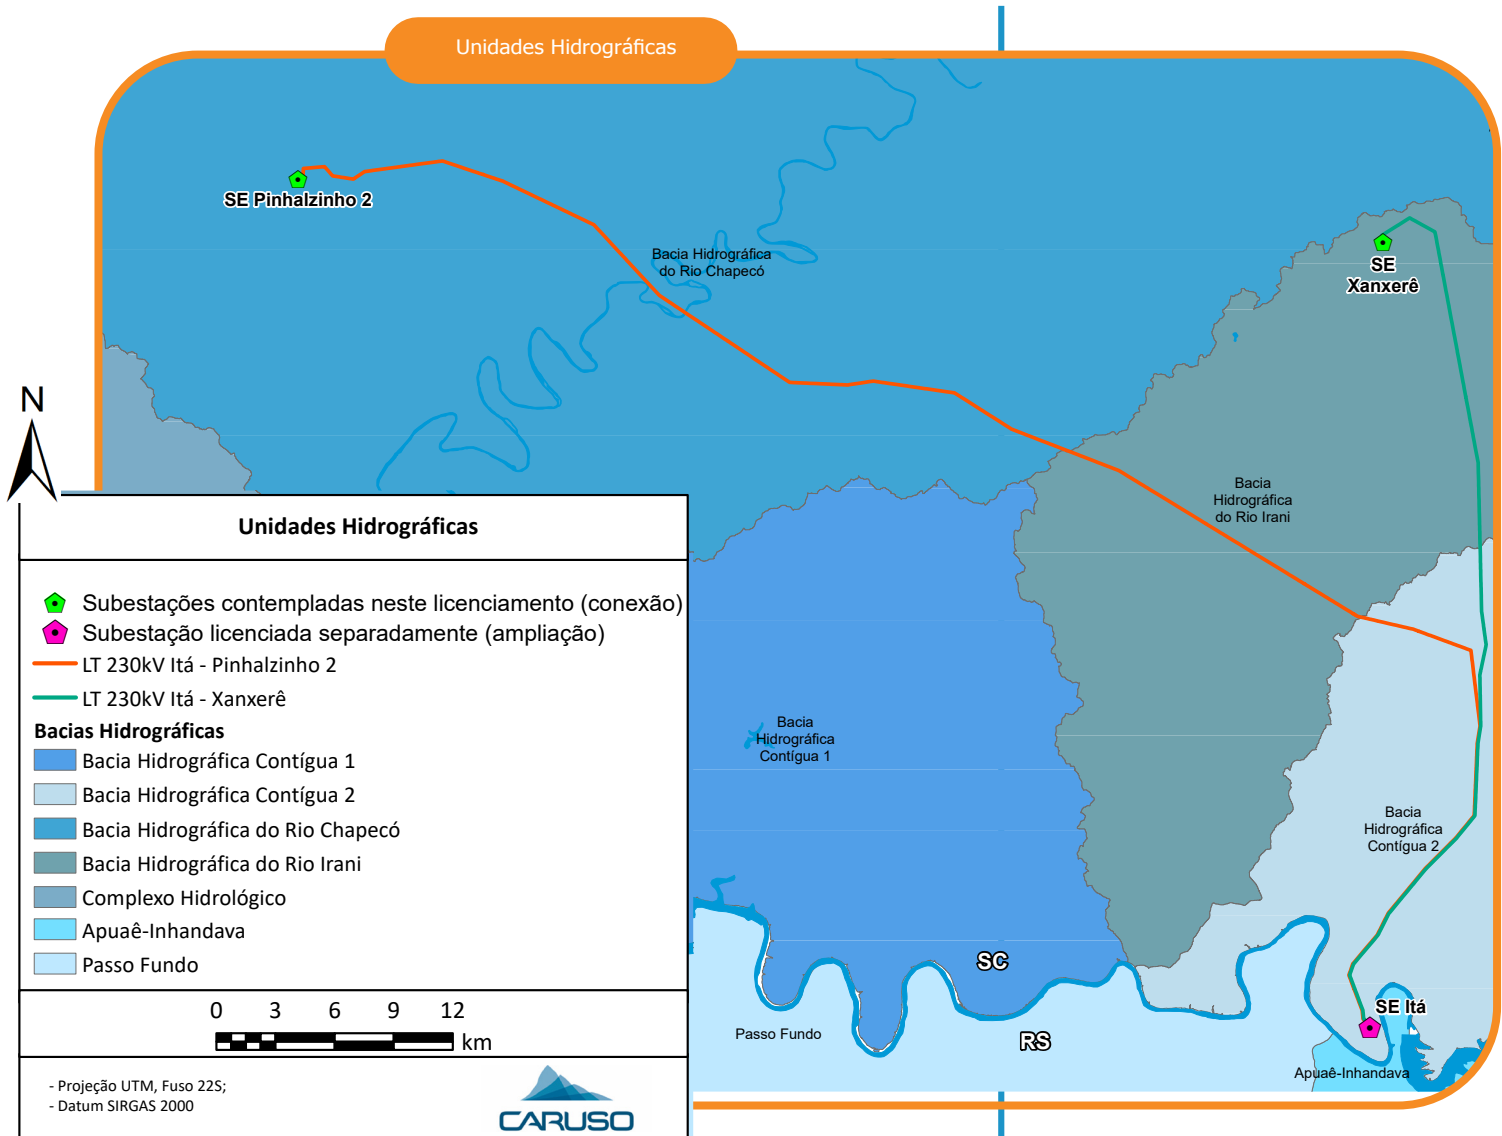 Unidades Hidrográficas
SE Pinhalzinho 2
Bacia Hidrográfica
do Rio Chapecó
SE
Xanxerê
N
Bacia
Hidrográfica
do Rio Irani
Unidades Hidrográficas
Subestações contempladas neste licenciamento (conexão)
Subestação licenciada separadamente (ampliação)
LT 230kV Itá - Pinhalzinho 2
LT 230kV Itá - Xanxerê
Bacias Hidrográficas
Bacia Hidrográfica Contígua 1
Bacia Hidrográfica Contígua 2
Bacia Hidrográfica do Rio Chapecó
Bacia Hidrográfica do Rio Irani
Complexo Hidrológico
Apuaê-Inhandava
Passo Fundo
Bacia
Hidrográfica
Contígua 1
Bacia
Hidrográfica
Contígua 2
SC
RS
SE Itá
Passo Fundo
Apuaê-Inhandava
0 3 6 9 12
km
- Projeção UTM, Fuso 22S;
- Datum SIRGAS 2000
CARUSO